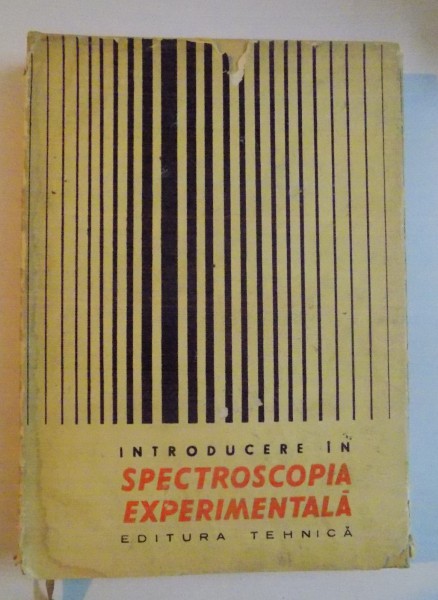 INTRODUCERE ÎN
SPECTROSCOPIA
EXPERIMENTALĂ
EDITURA TEHNICĂ